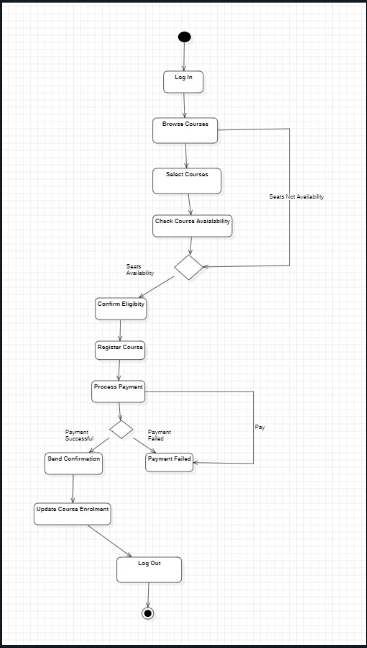 Log In
Browse Courses
Select Courses
Seats Not Availability
Check Course Avaialability
Seats
Availability
Confirm Eligibity
Register Course
Process Payment
Pay
Payment
Successful
Payment
Failed
Send Confirmation
Payment Failed
Update Course Enrolment
Log Out